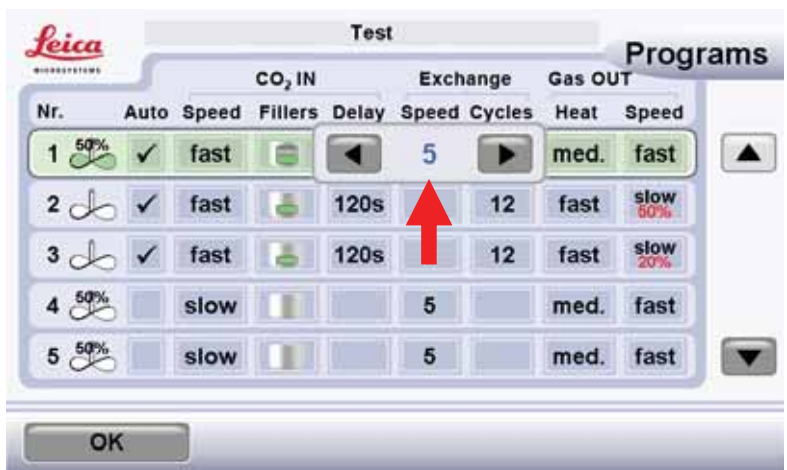 Leica
MICROSYSTEMS
Test
Programs
CO₂ IN Exchange Gas OUT
Nr. Auto Speed Fillers Delay Speed Cycles Heat Speed
1 50% ✓ fast 5 med. fast
2 ✓ fast 120s 12 fast slow 50%
3 ✓ fast 120s 12 fast slow 20%
4 50% slow 5 med. fast
5 50% slow 5 med. fast
OK